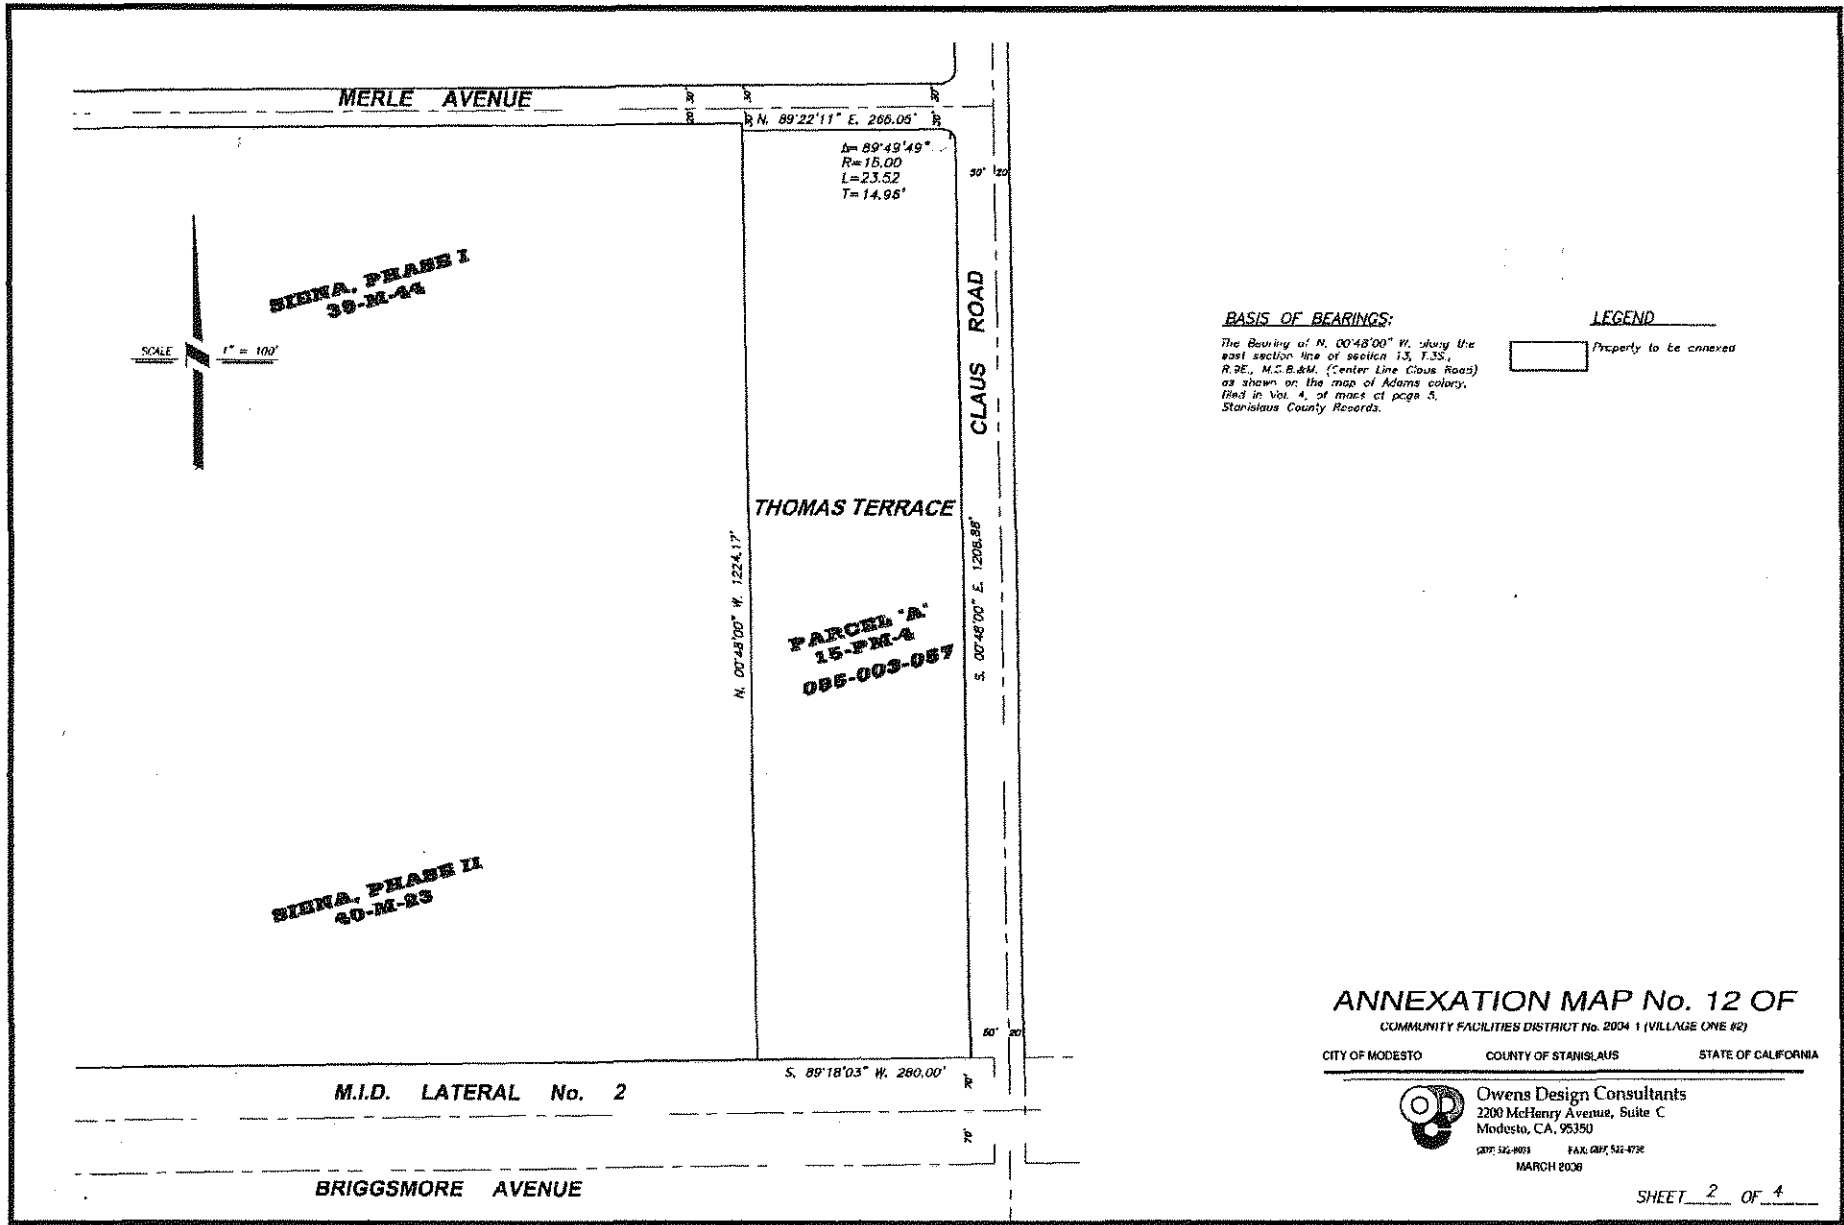 MERLE AVENUE
20' 30'
30'
30'
30'
N. 89°22'11" E. 265.05'
Δ= 89°49'49"
R=15.00
L=23.52
T=14.95'
50' 20'
SIENA, PHASE I
39-M-44
SCALE 1" = 100'
CLAUS ROAD
BASIS OF BEARINGS:
The Bearing of N. 00°48'00" W. along the
east section line of section 13, T.3S.,
R.9E., M.D.B.&M. (Center Line Claus Road)
as shown on the map of Adams colony,
filed in Vol. 4, of maps at page 5,
Stanislaus County Records.
LEGEND
Property to be annexed
THOMAS TERRACE
N. 00°48'00" W. 1224.17'
S. 00°48'00" E. 1208.88'
PARCEL 'A'
15-PM-4
085-003-057
SIENA, PHASE II
40-M-23
50' 20'
S. 89°18'03" W. 280.00'
70'
M.I.D. LATERAL No. 2
70'
BRIGGSMORE AVENUE
ANNEXATION MAP No. 12 OF
COMMUNITY FACILITIES DISTRICT No. 2004 1 (VILLAGE ONE #2)
CITY OF MODESTO COUNTY OF STANISLAUS STATE OF CALIFORNIA
Owens Design Consultants
2200 McHenry Avenue, Suite C
Modesto, CA. 95350
FAX:
MARCH 2006
SHEET 2 OF 4